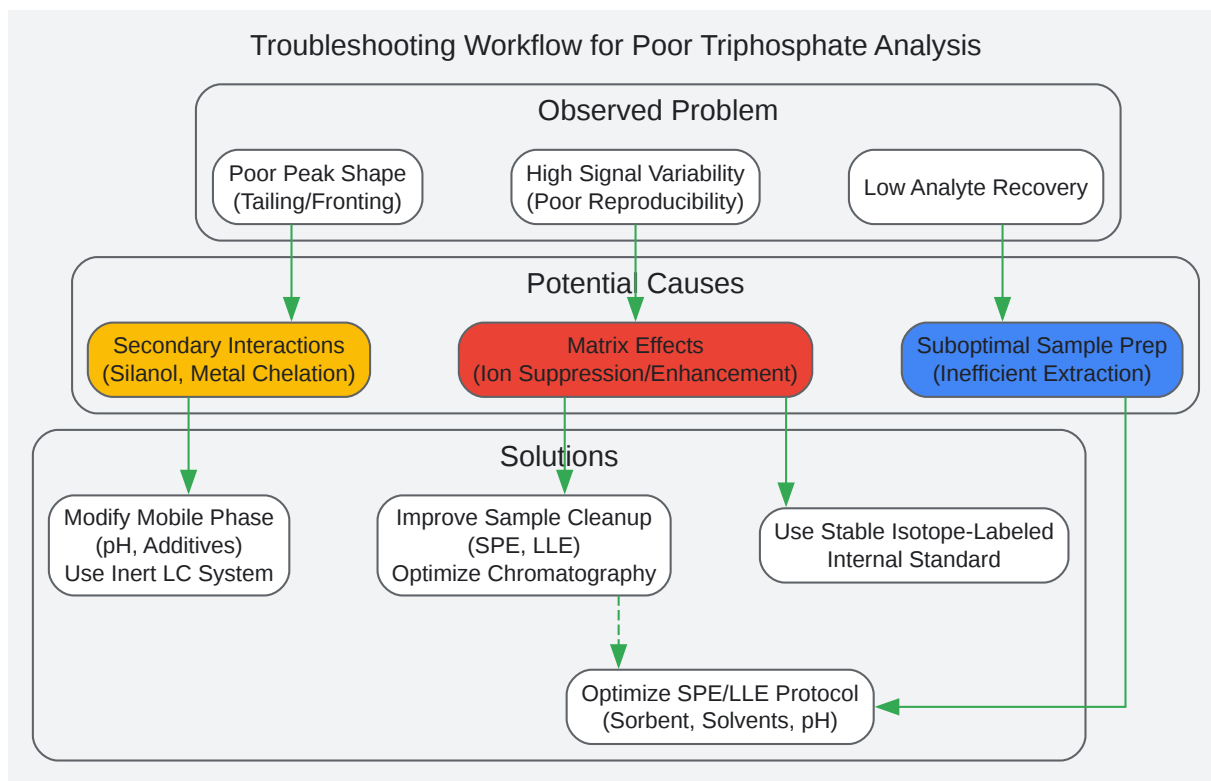 Troubleshooting Workflow for Poor Triphosphate Analysis
Observed Problem
Poor Peak Shape
(Tailing/Fronting)
High Signal Variability
(Poor Reproducibility)
Low Analyte Recovery
Potential Causes
Secondary Interactions
(Silanol, Metal Chelation)
Matrix Effects
(Ion Suppression/Enhancement)
Suboptimal Sample Prep
(Inefficient Extraction)
Solutions
Modify Mobile Phase
(pH, Additives)
Use Inert LC System
Improve Sample Cleanup
(SPE, LLE)
Optimize Chromatography
Use Stable Isotope-Labeled
Internal Standard
Optimize SPE/LLE Protocol
(Sorbent, Solvents, pH)